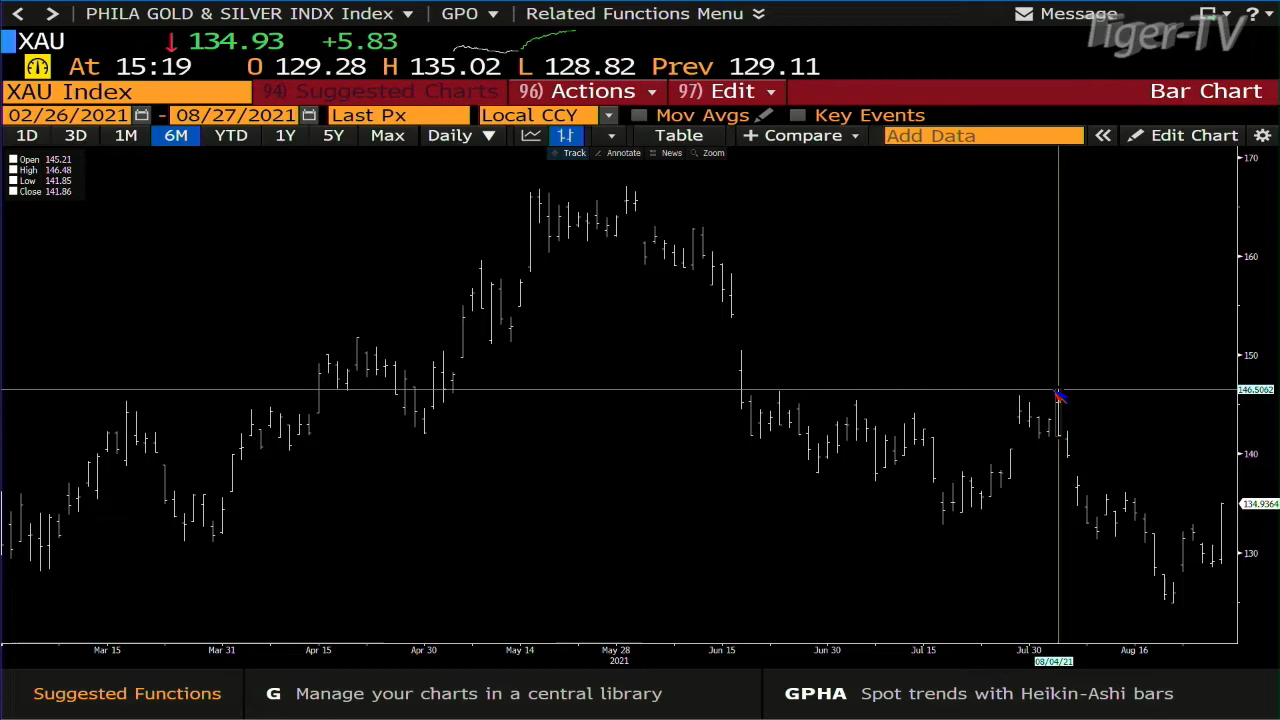 PHILA GOLD & SILVER INDX Index GPO Related Functions Menu Message ?
Tiger-TV
XAU 134.93 +5.83
At 15:19 O 129.28 H 135.02 L 128.82 Prev 129.11
XAU Index 94) Suggested Charts 96) Actions 97) Edit Bar Chart
02/26/2021 - 08/27/2021 Last Px Local CCY Mov Avgs Key Events
1D 3D 1M 6M YTD 1Y 5Y Max Daily Table + Compare Add Data « Edit Chart
Track Annotate News Zoom
Open 145.21
High 146.48
Low 141.85
Close 141.86
170
160
150
146.5062
140
134.9364
130
Mar 15 Mar 31 Apr 15 Apr 30 May 14 May 28 Jun 15 Jun 30 Jul 15 Jul 30 Aug 16
2021
08/04/21
Suggested Functions G Manage your charts in a central library GPHA Spot trends with Heikin-Ashi bars